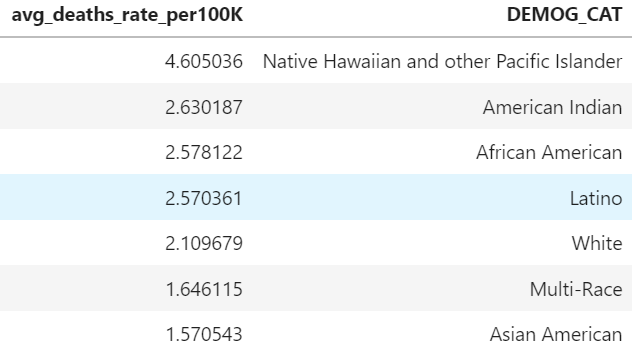 avg_deaths_rate_per100K DEMOG_CAT
4.605036 Native Hawaiian and other Pacific Islander
2.630187 American Indian
2.578122 African American
2.570361 Latino
2.109679 White
1.646115 Multi-Race
1.570543 Asian American